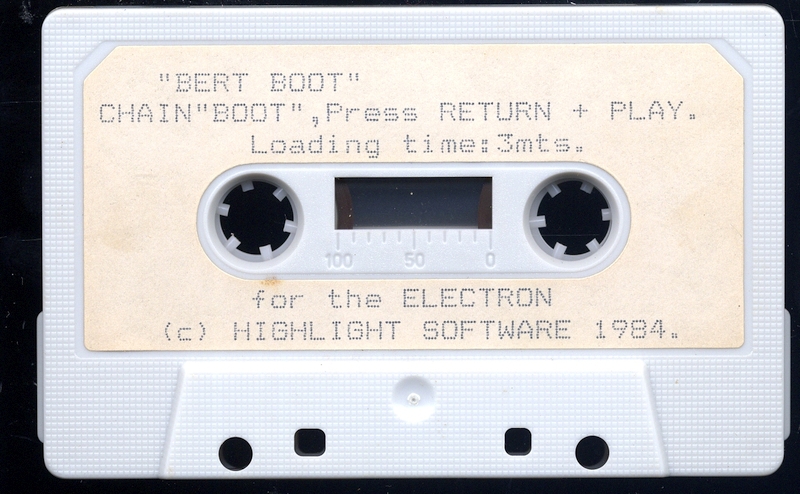 "BERT BOOT"
CHAIN"BOOT",Press RETURN + PLAY.
Loading time:3mts.
100 50 0
for the ELECTRON
(c) HIGHLIGHT SOFTWARE 1984.